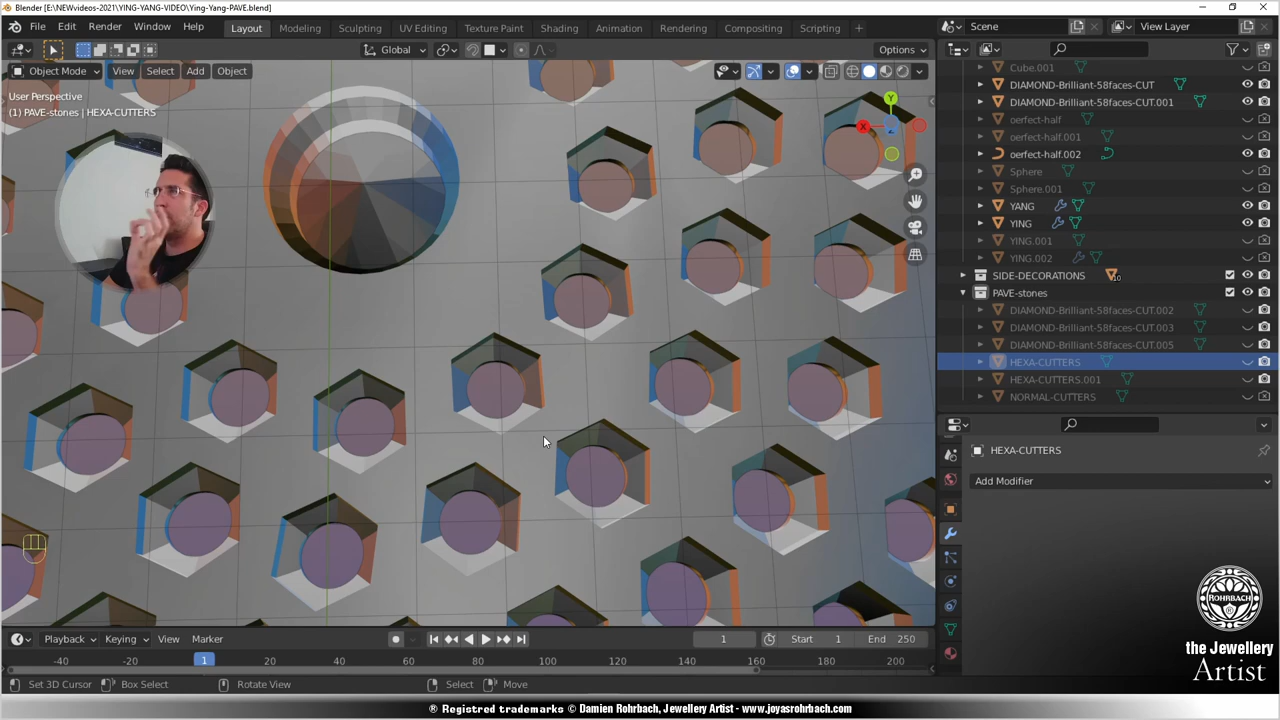 Blender [E:\NEWvideos-2021\YING-YANG-VIDEO\Ying-Yang-PAVE.blend]
File Edit Render Window Help
Layout Modeling Sculpting UV Editing Texture Paint Shading Animation Rendering Compositing Scripting +
Scene
View Layer
Global
Options
Object Mode View Select Add Object
User Perspective
(1) PAVE-stones | HEXA-CUTTERS
Y
X
Z
Cube.001
DIAMOND-Brilliant-58faces-CUT
DIAMOND-Brilliant-58faces-CUT.001
oerfect-half
oerfect-half.001
oerfect-half.002
Sphere
Sphere.001
YANG
YING
YING.001
YING.002
SIDE-DECORATIONS
10
PAVE-stones
DIAMOND-Brilliant-58faces-CUT.002
DIAMOND-Brilliant-58faces-CUT.003
DIAMOND-Brilliant-58faces-CUT.005
HEXA-CUTTERS
HEXA-CUTTERS.001
NORMAL-CUTTERS
HEXA-CUTTERS
Add Modifier
ROHRBACH
the Jewellery
Artist
Playback Keying View Marker
1 Start 1 End 250
-40 -20 1 20 40 60 80 100 120 140 160 180 200
Set 3D Cursor Box Select Rotate View Select Move
® Registered trademarks © Damien Rohrbach, Jewellery Artist - www.joyasrohrbach.com